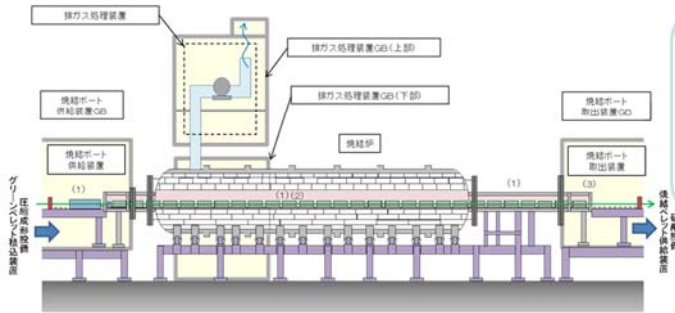 排ガス処理装置
排ガス処理装置GB(上部)
排ガス処理装置GB(下部)
焼結ボート
供給装置GB
焼結炉
焼結ボート
取出装置GB
焼結ボート
供給装置
焼結ボート
取出装置
(1)
(1)(2)
(1)
(3)
圧縮成形設備
グリーンペレット積込装置
焼結ペレット供給装置